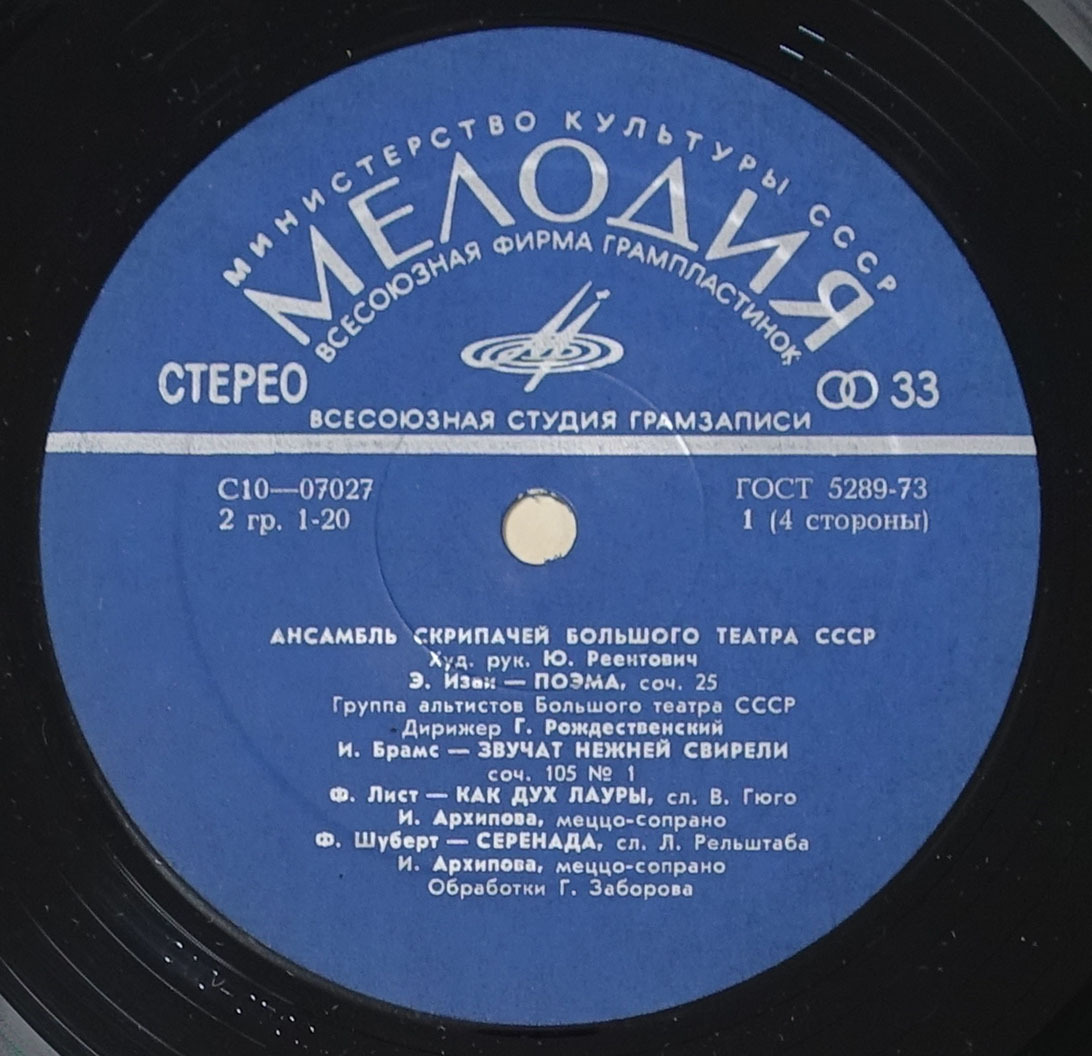 МИНИСТЕРСТВО КУЛЬТУРЫ СССР
МЕЛОДИЯ
ВСЕСОЮЗНАЯ ФИРМА ГРАМПЛАСТИНОК
СТЕРЕО
33
ВСЕСОЮЗНАЯ СТУДИЯ ГРАМЗАПИСИ
С10—07027
ГОСТ 5289-73
2 гр. 1-20
1 (4 стороны)
АНСАМБЛЬ СКРИПАЧЕЙ БОЛЬШОГО ТЕАТРА СССР
Худ. рук. Ю. Реентович
Э. Изаи — ПОЭМА, соч. 25
Группа альтистов Большого театра СССР
Дирижер Г. Рождественский
И. Брамс — ЗВУЧАТ НЕЖНЕЙ СВИРЕЛИ
соч. 105 № 1
Ф. Лист — КАК ДУХ ЛАУРЫ, сл. В. Гюго
И. Архипова, меццо-сопрано
Ф. Шуберт — СЕРЕНАДА, сл. Л. Рельштаба
И. Архипова, меццо-сопрано
Обработки Г. Заборова